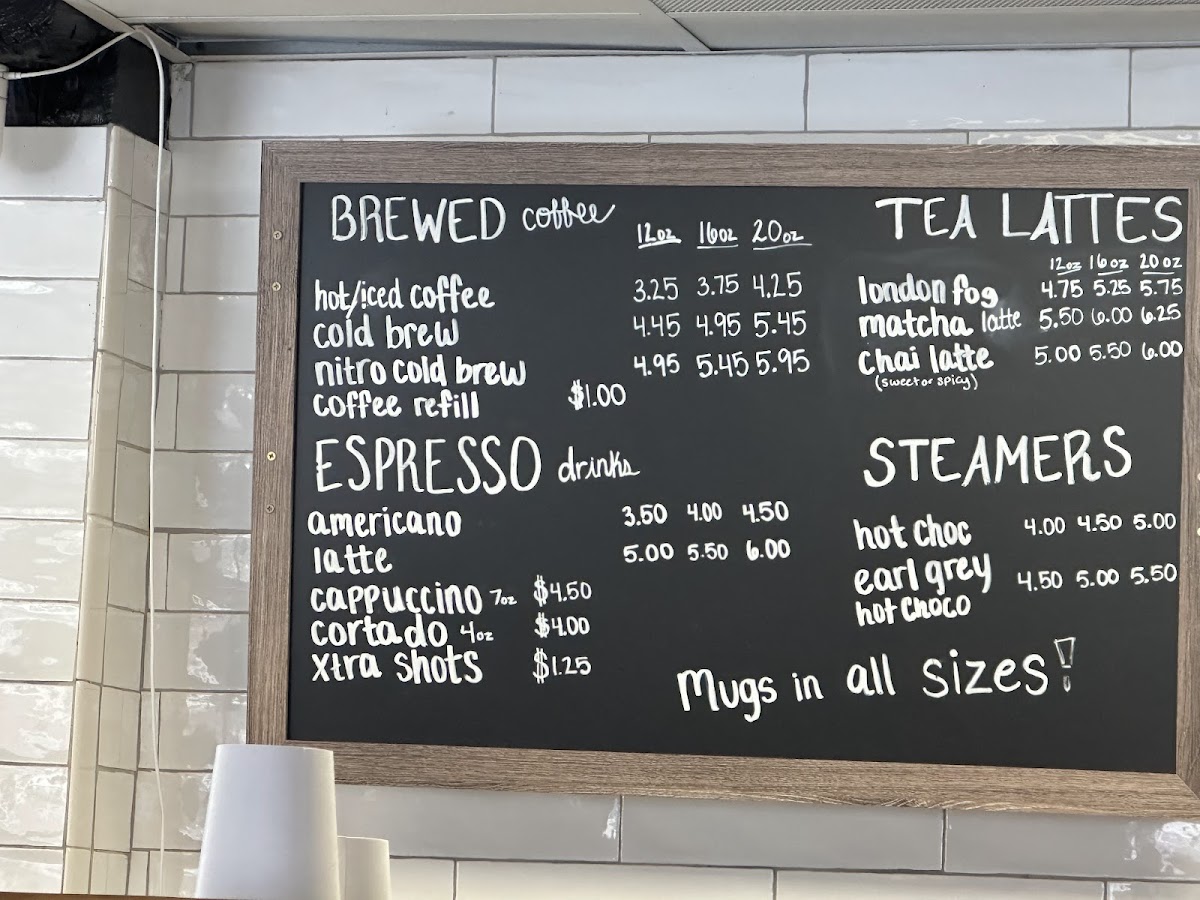 BREWED coffee
12oz 16oz 20oz
hot/iced coffee 3.25 3.75 4.25
cold brew 4.45 4.95 5.45
nitro cold brew 4.95 5.45 5.95
coffee refill $1.00
ESPRESSO drinks
americano 3.50 4.00 4.50
latte 5.00 5.50 6.00
cappuccino 7oz $4.50
cortado 4oz $4.00
xtra shots $1.25
TEA LATTES
12oz 16oz 20oz
london fog 4.75 5.25 5.75
matcha latte 5.50 6.00 6.25
chai latte 5.00 5.50 6.00
(sweet or spicy)
STEAMERS
hot choc 4.00 4.50 5.00
earl grey 4.50 5.00 5.50
hot choco
Mugs in all sizes!